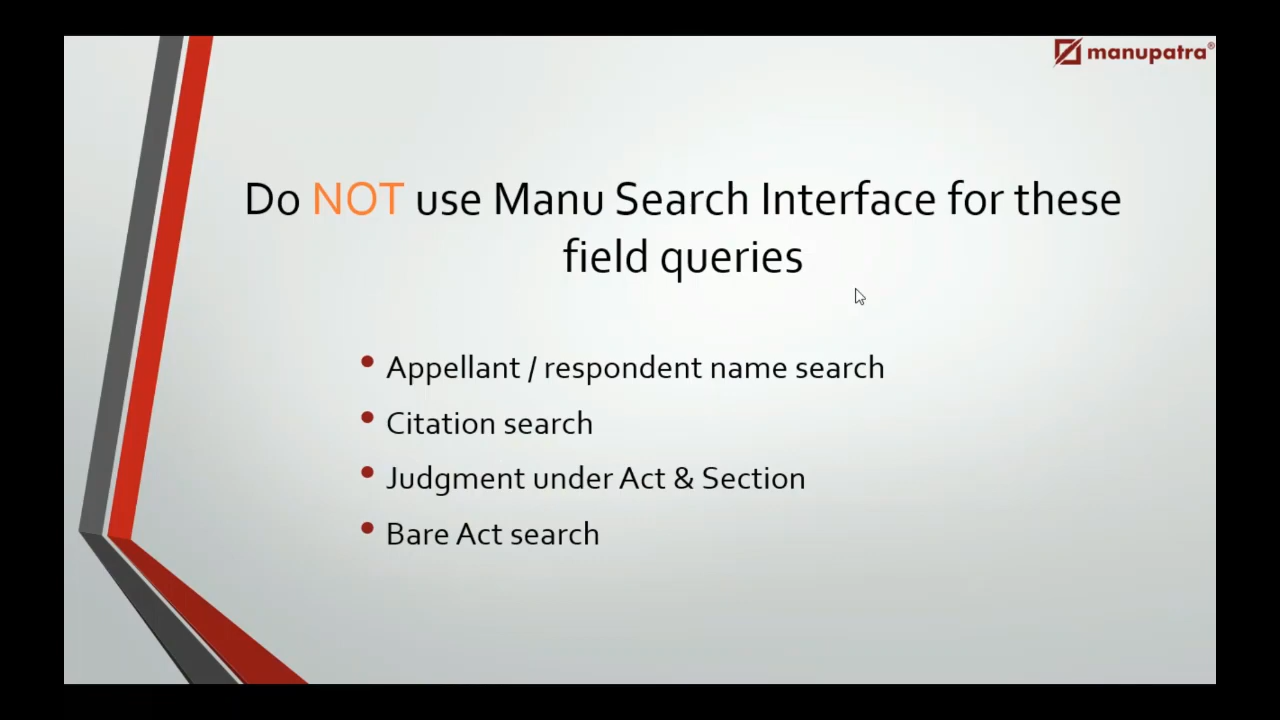 manupatra®
Do NOT use Manu Search Interface for these
field queries
• Appellant / respondent name search
• Citation search
• Judgment under Act & Section
• Bare Act search